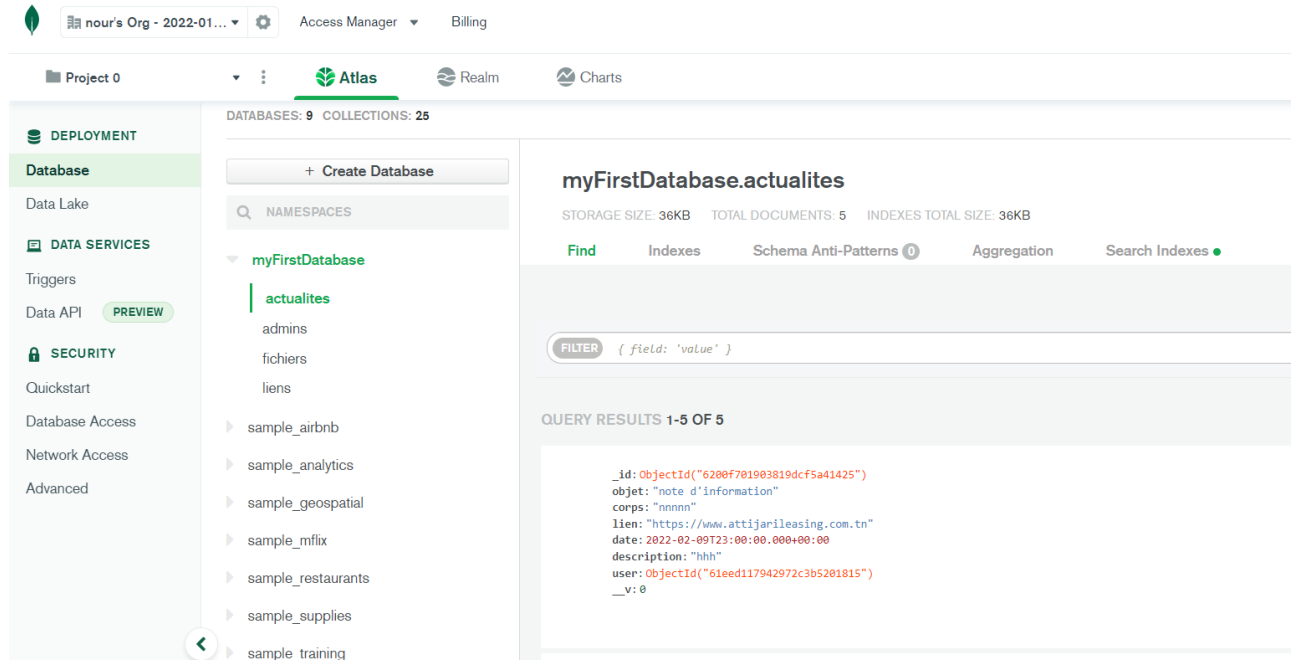 nour's Org - 2022-01...
Access Manager
Billing
Project 0
Atlas
Realm
Charts
DEPLOYMENT
Database
Data Lake
DATA SERVICES
Triggers
Data API PREVIEW
SECURITY
Quickstart
Database Access
Network Access
Advanced
DATABASES: 9 COLLECTIONS: 25
+ Create Database
NAMESPACES
myFirstDatabase
actualites
admins
fichiers
liens
sample_airbnb
sample_analytics
sample_geospatial
sample_mflix
sample_restaurants
sample_supplies
sample_training
myFirstDatabase.actualites
STORAGE SIZE: 36KB TOTAL DOCUMENTS: 5 INDEXES TOTAL SIZE: 36KB
Find Indexes Schema Anti-Patterns 0 Aggregation Search Indexes
FILTER { field: 'value' }
QUERY RESULTS 1-5 OF 5
_id: ObjectId("6200f701903819dcf5a41425")
objet: "note d'information"
corps: "nnnnn"
lien: "https://www.attijarileasing.com.tn"
date: 2022-02-09T23:00:00.000+00:00
description: "hhh"
user: ObjectId("61eed117942972c3b5201815")
__v: 0